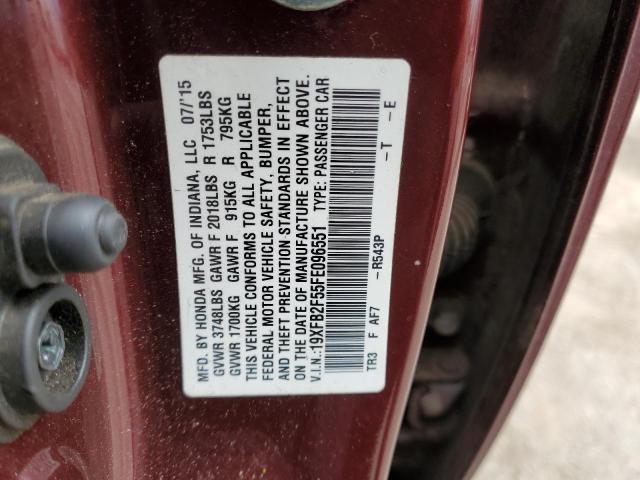 MFD. BY HONDA MFG. OF INDIANA, LLC 07/'15
GVWR 3748LBS GAWR F 2018LBS R 1753LBS
GVWR 1700KG GAWR F 915KG R 795KG
THIS VEHICLE CONFORMS TO ALL APPLICABLE
FEDERAL MOTOR VEHICLE SAFETY, BUMPER,
AND THEFT PREVENTION STANDARDS IN EFFECT
ON THE DATE OF MANUFACTURE SHOWN ABOVE.
V.I.N.:19XFB2F55FE096551 TYPE: PASSENGER CAR
TR3 F AF7 -R543P -T -E